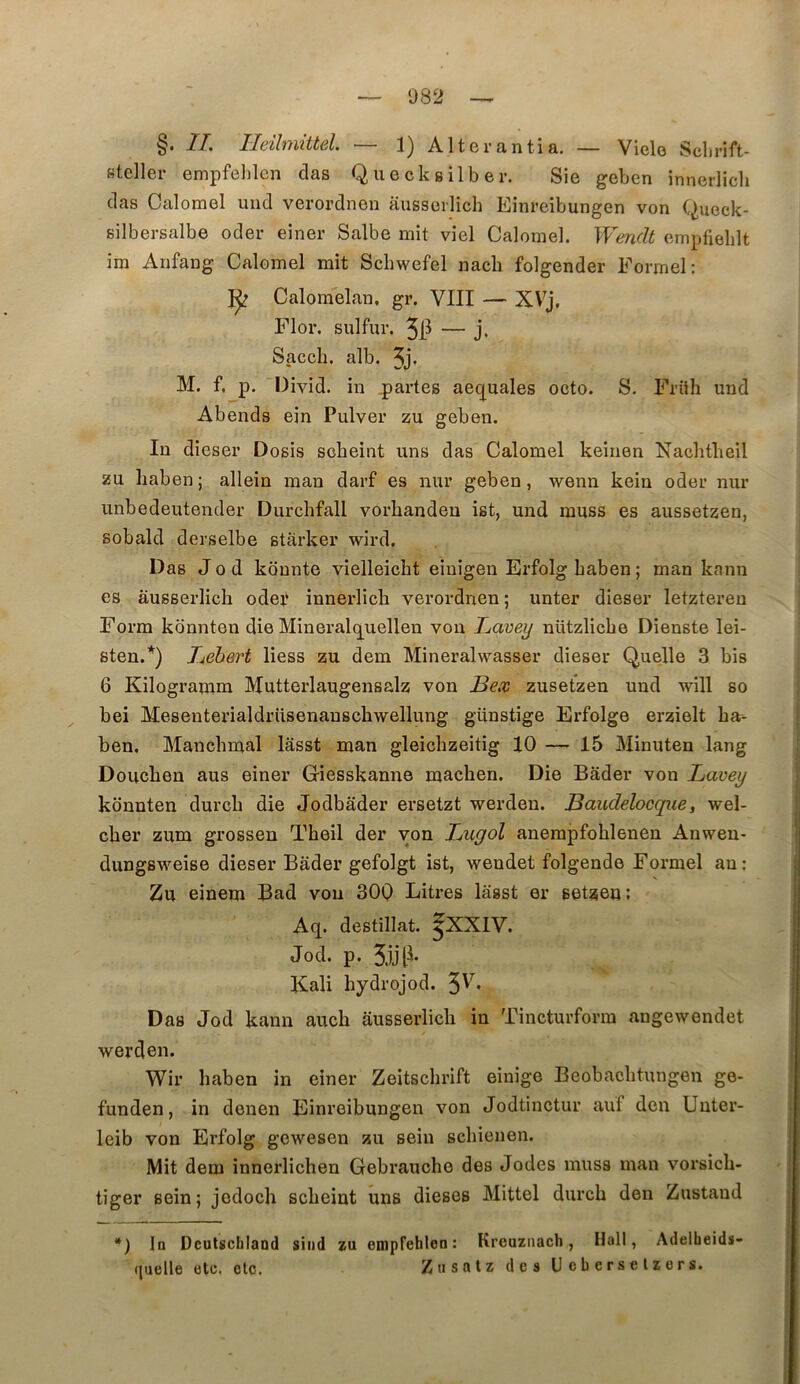 — 982 —
§. II. Heilmittel. — 1) Alterantia. — Viele Schrift-
steller empfehlen das Quecksilber. Sie geben innerlich
das Calomel und verordnen äusserlich Einreibungen von Queck-
silbersalbe oder einer Salbe mit viel Calomel. Wendt empfiehlt
im Anfang Calomel mit Schwefel nach folgender Formel:
℞ Calomelan. gr. VIII — XVj.
Flor. sulfur. ʒβ — j.
Sacch. alb. ʒj.
M. f. p. Divid. in partes aequales octo. S. Früh und
Abends ein Pulver zu geben.
In dieser Dosis scheint uns das Calomel keinen Nachtheil
zu haben; allein man darf es nur geben, wenn kein oder nur
unbedeutender Durchfall vorhanden ist, und muss es aussetzen,
sobald derselbe stärker wird.
Das Jod könnte vielleicht einigen Erfolg haben; man kann
es äusserlich oder innerlich verordnen; unter dieser letzteren
Form könnten die Mineralquellen von Lavey nützliche Dienste lei-
sten.*) Lebert liess zu dem Mineralwasser dieser Quelle 3 bis
6 Kilogramm Mutterlaugensalz von Bex zusetzen und will so
bei Mesenterialdrüsenanschwellung günstige Erfolge erzielt ha-
ben. Manchmal lässt man gleichzeitig 10 — 15 Minuten lang
Douchen aus einer Giesskanne machen. Die Bäder von Lavey
könnten durch die Jodbäder ersetzt werden. Baudelocque, wel-
cher zum grossen Theil der von Lugol anempfohlenen Anwen-
dungsweise dieser Bäder gefolgt ist, wendet folgende Formel an:
Zu einem Bad von 300 Litres lässt er setzen:
Aq. destillat. ℥XXIV.
Jod. p. ʒijβ.
Kali hydrojod. ʒV.
Das Jod kann auch äusserlich in Tincturform angewendet
werden.
Wir haben in einer Zeitschrift einige Beobachtungen ge-
funden, in denen Einreibungen von Jodtinctur auf den Unter-
leib von Erfolg gewesen zu sein schienen.
Mit dem innerlichen Gebrauche des Jodes muss man vorsich-
tiger sein; jedoch scheint uns dieses Mittel durch den Zustand
*) In Deutschland sind zu empfehlen: Kreuznach, Hall, Adelheids-
quelle etc. etc. Zusatz des Uebersetzers.